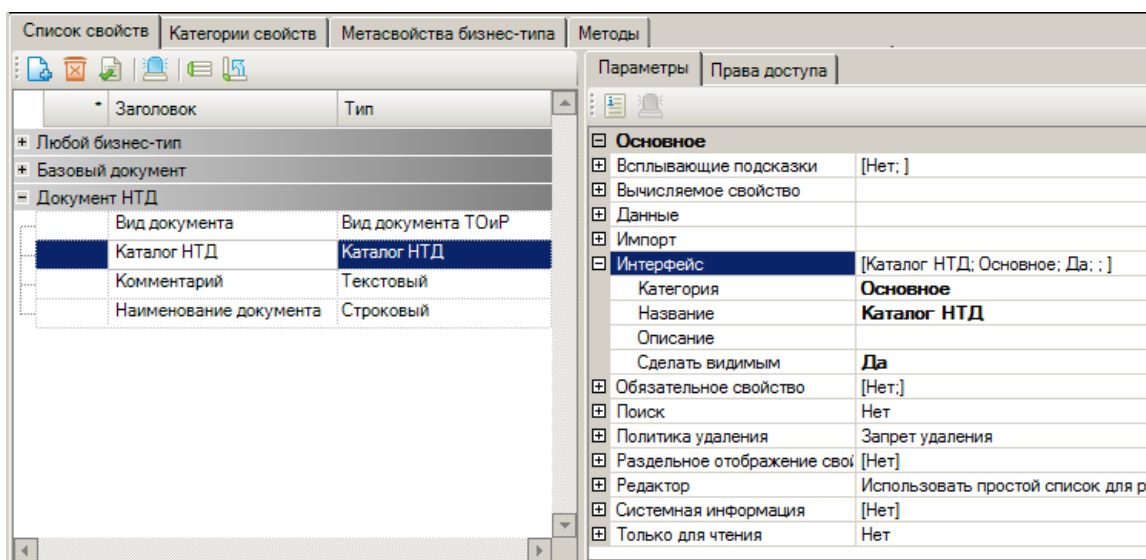 Список свойств Категории свойств Метасвойства бизнес-типа Методы
* Заголовок Тип
Любой бизнес-тип
Базовый документ
Документ НТД
Вид документа Вид документа ТОиР
Каталог НТД Каталог НТД
Комментарий Текстовый
Наименование документа Строковый
Параметры Права доступа
Основное
Всплывающие подсказки [Нет; ]
Вычисляемое свойство
Данные
Импорт
Интерфейс [Каталог НТД; Основное; Да; ; ]
Категория Основное
Название Каталог НТД
Описание
Сделать видимым Да
Обязательное свойство [Нет;]
Поиск Нет
Политика удаления Запрет удаления
Раздельное отображение свої [Нет]
Редактор Использовать простой список для р
Системная информация [Нет]
Только для чтения Нет